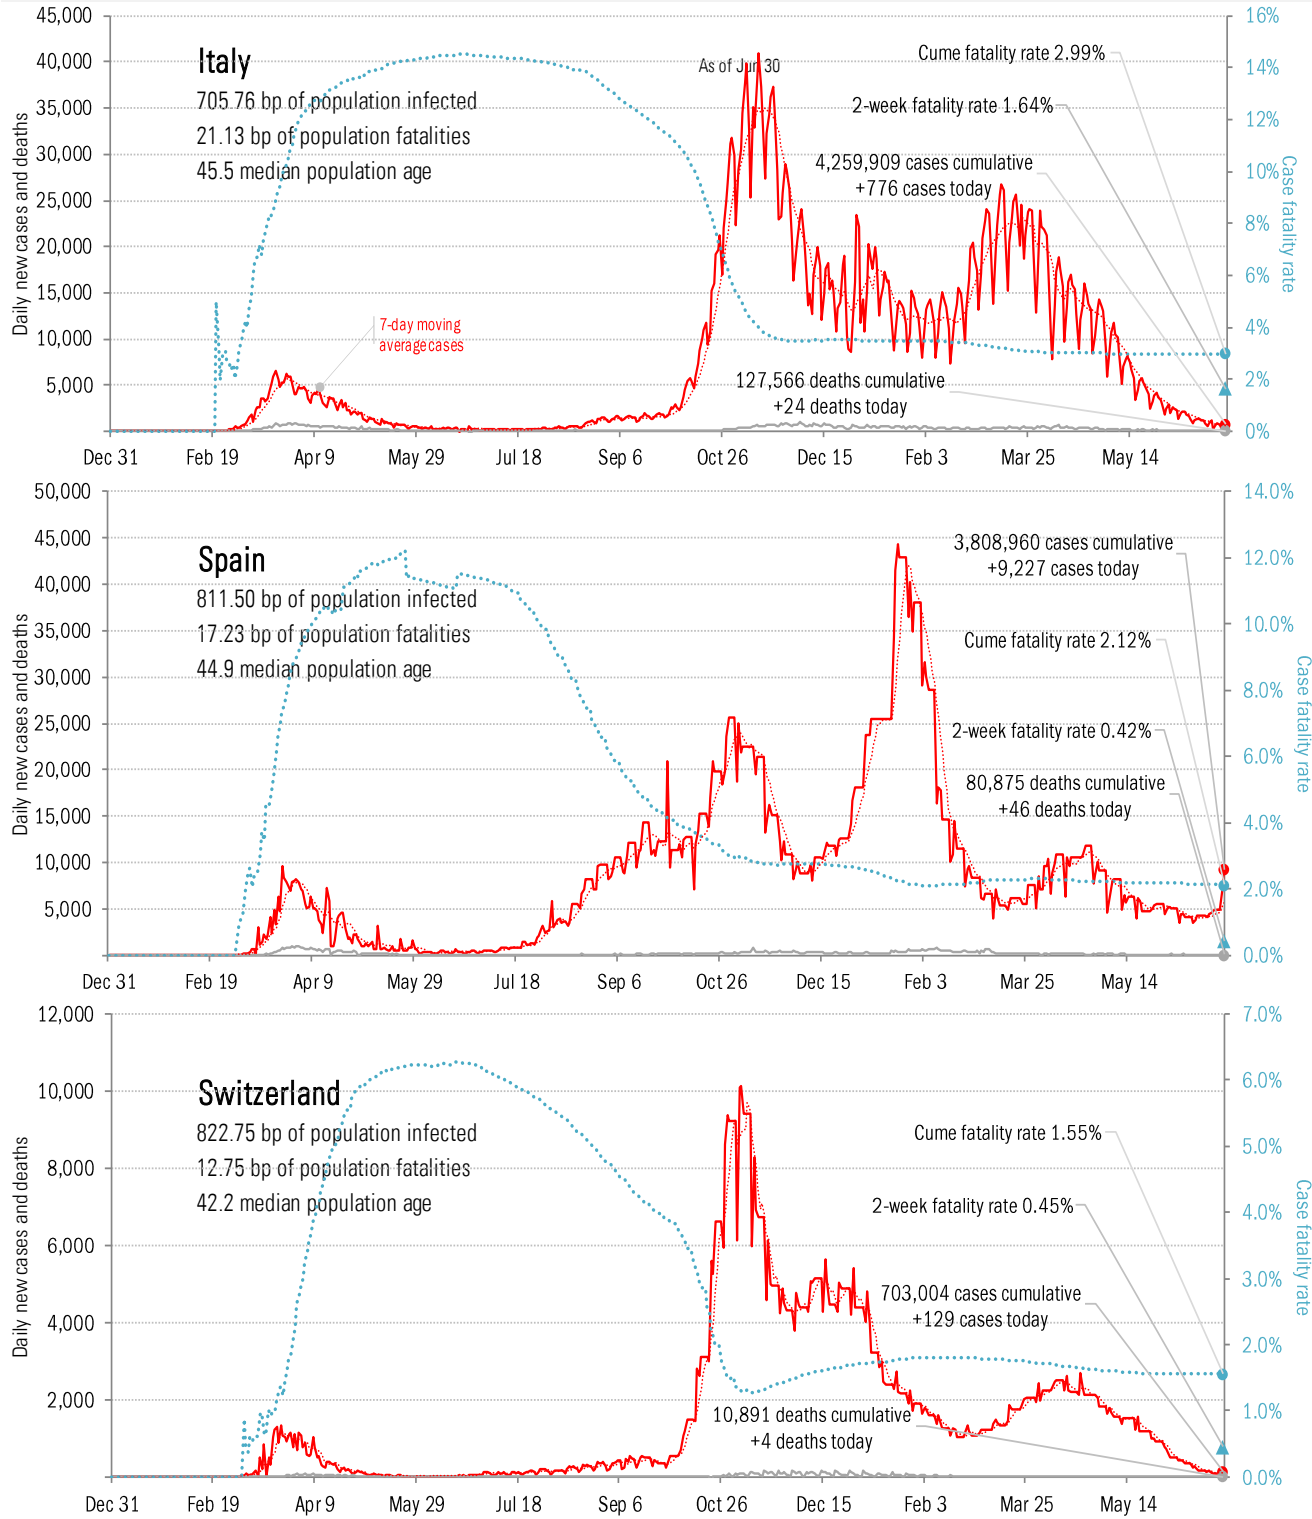 45,000
40,000
35,000
30,000
25,000
20,000
15,000
10,000
5,000
Daily new cases and deaths
Italy
705.76 bp of population infected
21.13 bp of population fatalities
45.5 median population age
As of Jun 30
7-day moving
average cases
Cume fatality rate 2.99%
2-week fatality rate 1.64%
4,259,909 cases cumulative
+776 cases today
127,566 deaths cumulative
+24 deaths today
16%
14%
12%
10%
8%
6%
4%
2%
0%
Case fatality rate
Dec 31 Feb 19 Apr 9 May 29 Jul 18 Sep 6 Oct 26 Dec 15 Feb 3 Mar 25 May 14
50,000
45,000
40,000
35,000
30,000
25,000
20,000
15,000
10,000
5,000
Daily new cases and deaths
Spain
811.50 bp of population infected
17.23 bp of population fatalities
44.9 median population age
3,808,960 cases cumulative
+9,227 cases today
Cume fatality rate 2.12%
2-week fatality rate 0.42%
80,875 deaths cumulative
+46 deaths today
14.0%
12.0%
10.0%
8.0%
6.0%
4.0%
2.0%
0.0%
Case fatality rate
Dec 31 Feb 19 Apr 9 May 29 Jul 18 Sep 6 Oct 26 Dec 15 Feb 3 Mar 25 May 14
12,000
10,000
8,000
6,000
4,000
2,000
Daily new cases and deaths
Switzerland
822.75 bp of population infected
12.75 bp of population fatalities
42.2 median population age
Cume fatality rate 1.55%
2-week fatality rate 0.45%
703,004 cases cumulative
+129 cases today
10,891 deaths cumulative
+4 deaths today
7.0%
6.0%
5.0%
4.0%
3.0%
2.0%
1.0%
0.0%
Case fatality rate
Dec 31 Feb 19 Apr 9 May 29 Jul 18 Sep 6 Oct 26 Dec 15 Feb 3 Mar 25 May 14